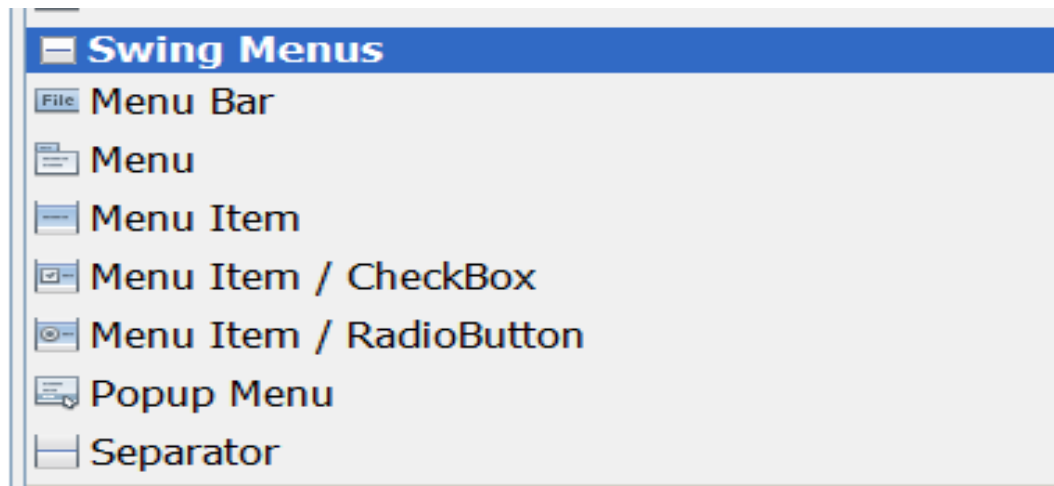 Swing Menus
File Menu Bar
Menu
Menu Item
Menu Item / CheckBox
Menu Item / RadioButton
Popup Menu
Separator